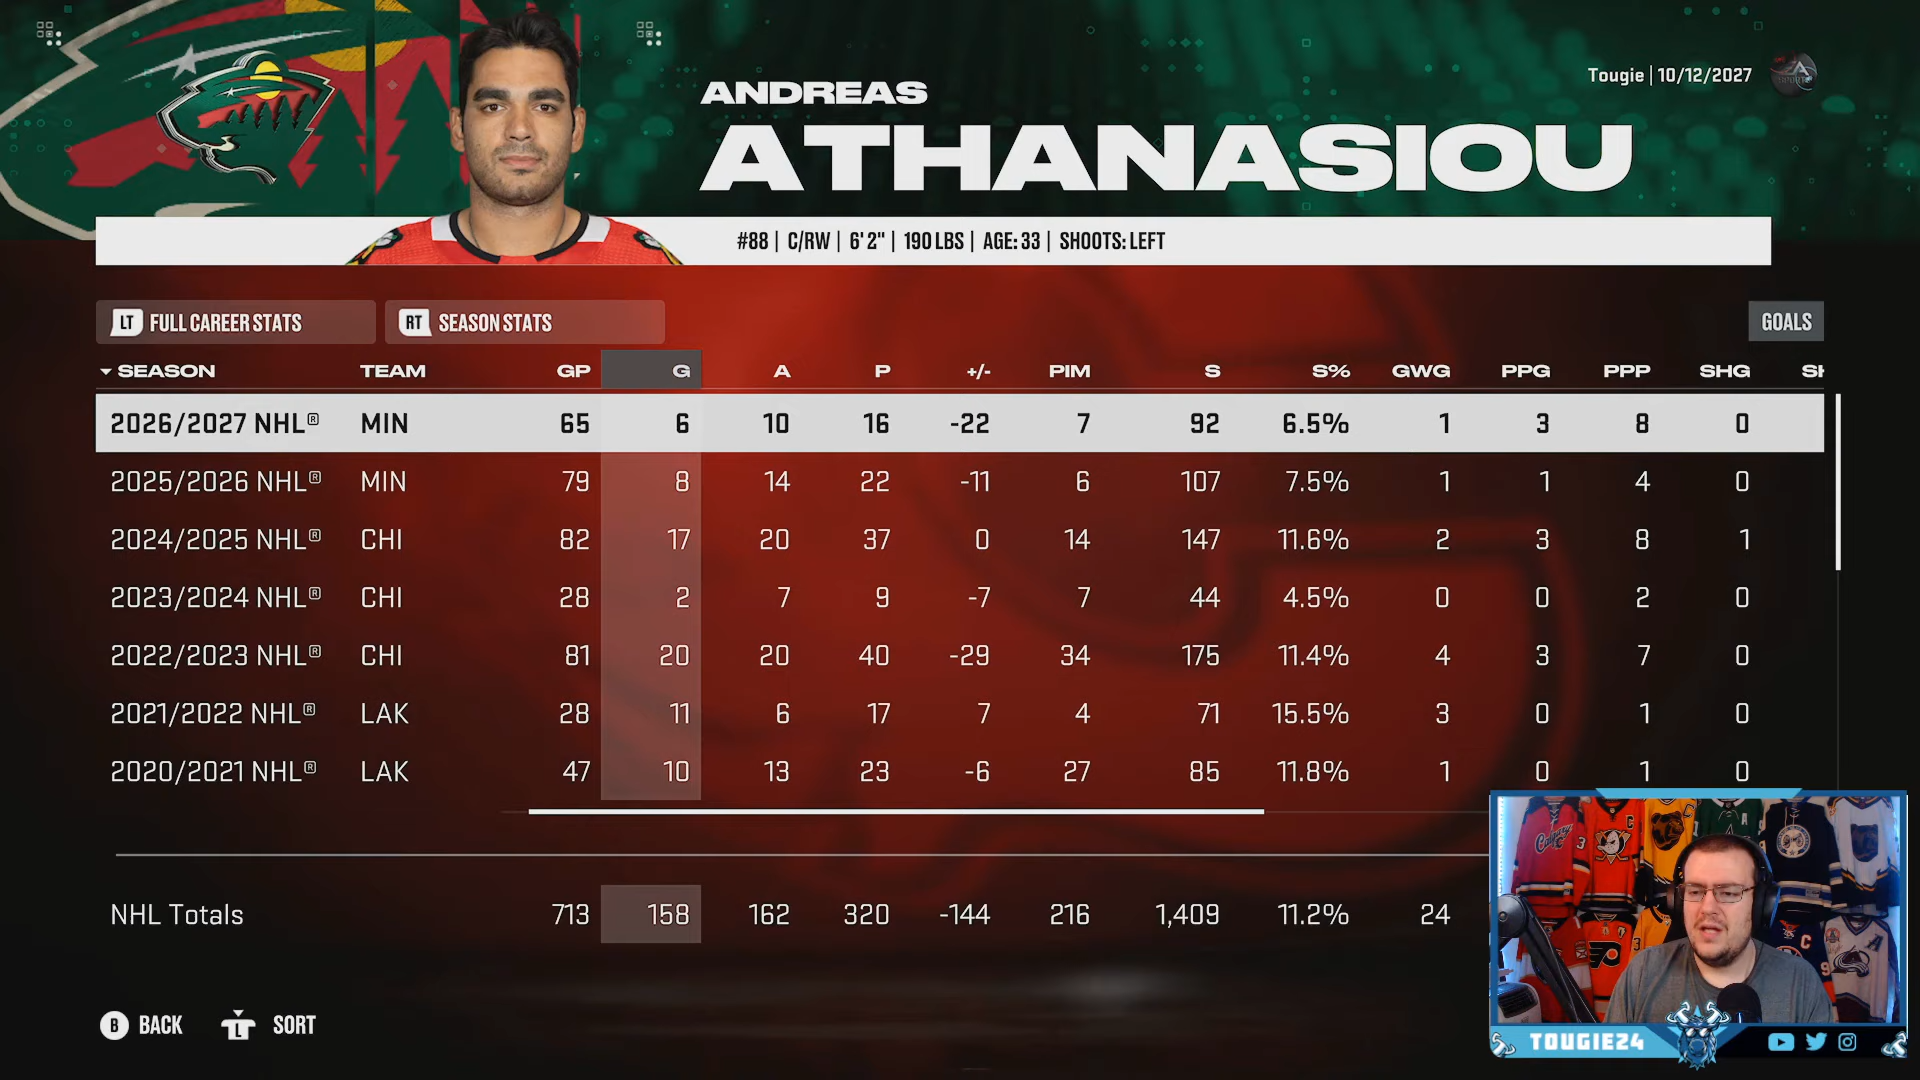 Tougie | 10/12/2027
ANDREAS
ATHANASIOU
#88 | C/RW | 6' 2" | 190 LBS | AGE: 33 | SHOOTS: LEFT
LT FULL CAREER STATS RT SEASON STATS GOALS
SEASON TEAM GP G A P +/- PIM S S% GWG PPG PPP SHG
2026/2027 NHL® MIN 65 6 10 16 -22 7 92 6.5% 1 3 8 0
2025/2026 NHL® MIN 79 8 14 22 -11 6 107 7.5% 1 1 4 0
2024/2025 NHL® CHI 82 17 20 37 0 14 147 11.6% 2 3 8 1
2023/2024 NHL® CHI 28 2 7 9 -7 7 44 4.5% 0 0 2 0
2022/2023 NHL® CHI 81 20 20 40 -29 34 175 11.4% 4 3 7 0
2021/2022 NHL® LAK 28 11 6 17 7 4 71 15.5% 3 0 1 0
2020/2021 NHL® LAK 47 10 13 23 -6 27 85 11.8% 1 0 1 0
NHL Totals 713 158 162 320 -144 216 1,409 11.2% 24
B BACK L SORT
TOUGIE24